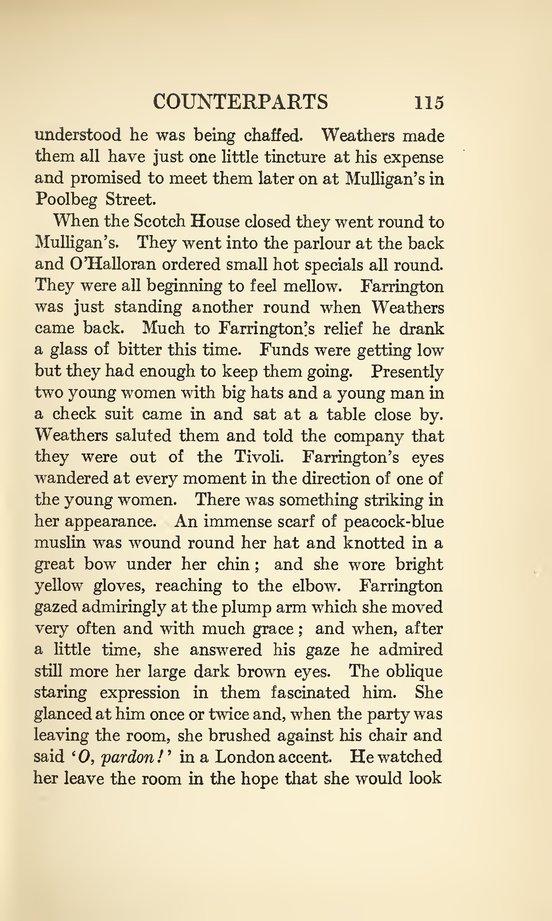 COUNTERPARTS 115
understood he was being chaffed. Weathers made
them all have just one little tincture at his expense
and promised to meet them later on at Mulligan's in
Poolbeg Street.
When the Scotch House closed they went round to
Mulligan's. They went into the parlour at the back
and O'Halloran ordered small hot specials all round.
They were all beginning to feel mellow. Farrington
was just standing another round when Weathers
came back. Much to Farrington's relief he drank
a glass of bitter this time. Funds were getting low
but they had enough to keep them going. Presently
two young women with big hats and a young man in
a check suit came in and sat at a table close by.
Weathers saluted them and told the company that
they were out of the Tivoli. Farrington's eyes
wandered at every moment in the direction of one of
the young women. There was something striking in
her appearance. An immense scarf of peacock-blue
muslin was wound round her hat and knotted in a
great bow under her chin ; and she wore bright
yellow gloves, reaching to the elbow. Farrington
gazed admiringly at the plump arm which she moved
very often and with much grace ; and when, after
a little time, she answered his gaze he admired
still more her large dark brown eyes. The oblique
staring expression in them fascinated him. She
glanced at him once or twice and, when the party was
leaving the room, she brushed against his chair and
said ‘O, pardon!’ in a London accent. He watched
her leave the room in the hope that she would look